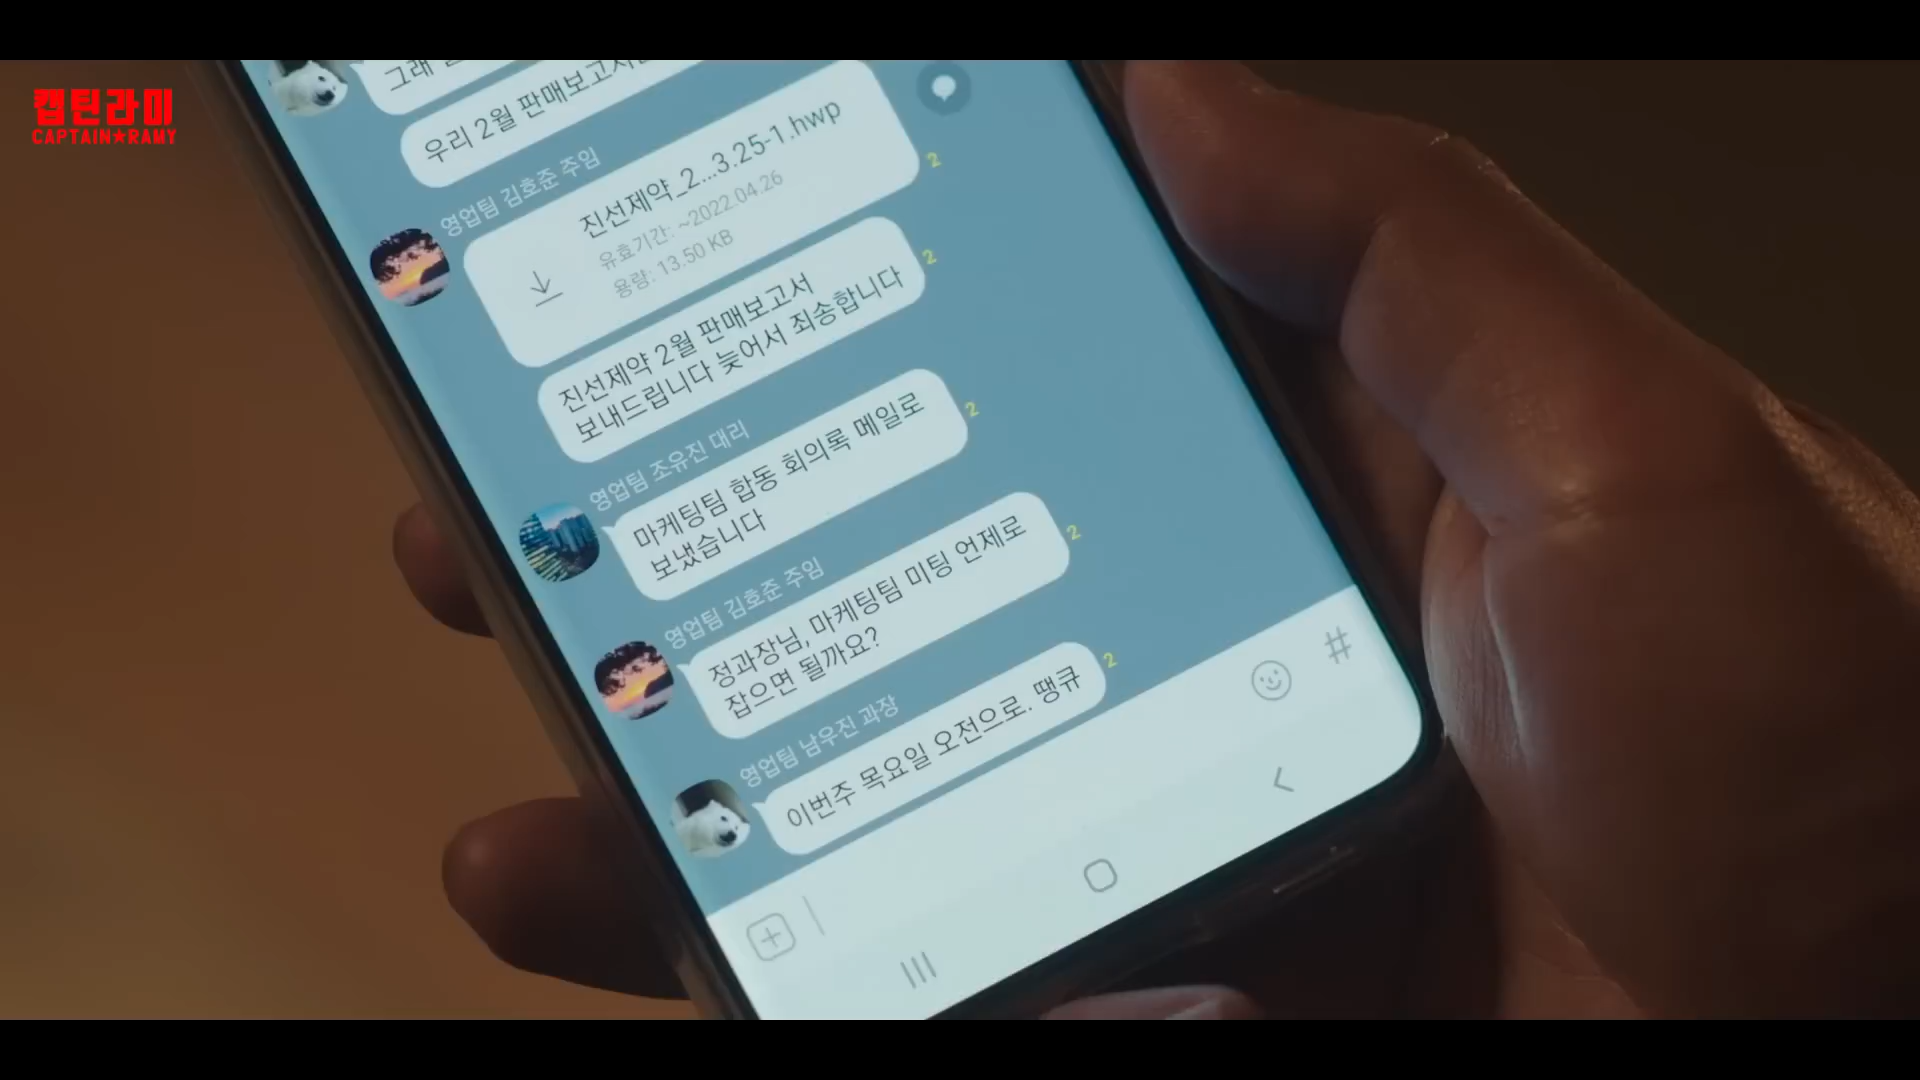 캡틴라미
CAPTAIN★RAMY
그래
우리 2월 판매보고서
영업팀 김호준 주임
진선제약_2...3.25-1.hwp
유효기간: ~2022.04.26
용량: 13.50 KB
2
진선제약 2월 판매보고서
보내드립니다 늦어서 죄송합니다
2
영업팀 조유진 대리
마케팅팀 합동 회의록 메일로
보냈습니다
2
영업팀 김호준 주임
정과장님, 마케팅팀 미팅 언제로
잡으면 될까요?
2
영업팀 남우진 과장
이번주 목요일 오전으로. 땡큐
2
#